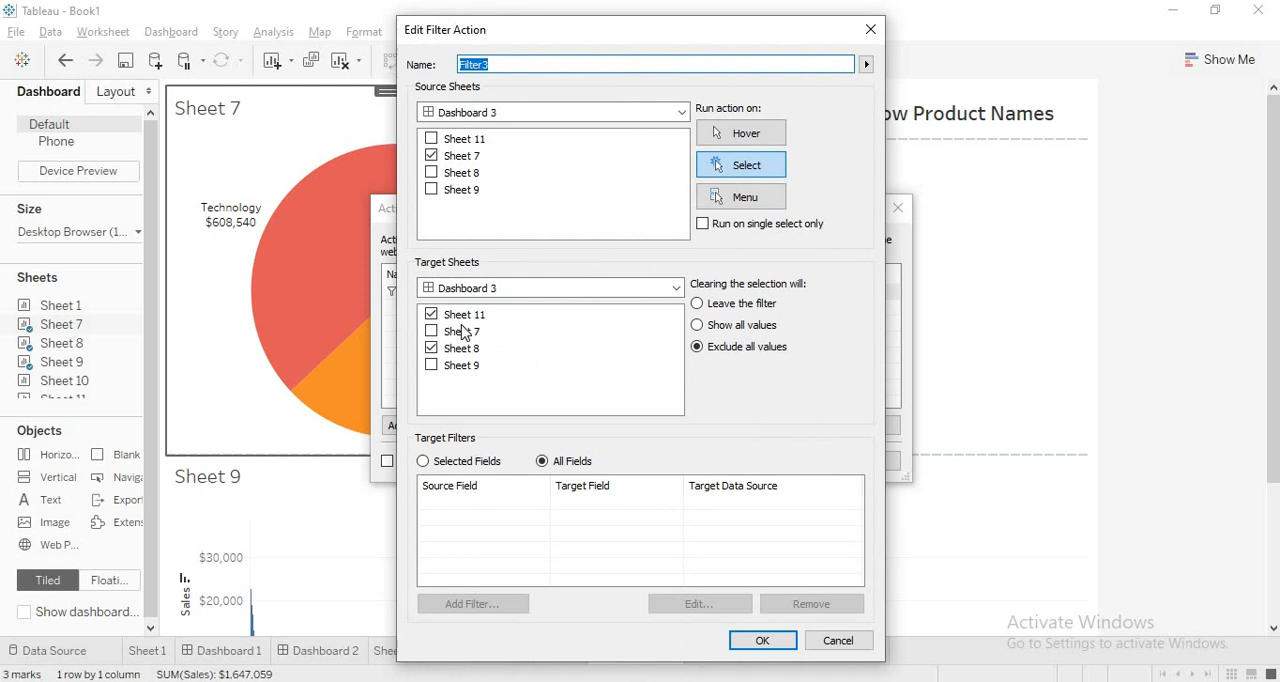 Tableau - Book1
File Data Worksheet Dashboard Story Analysis Map Format
Show Me
Dashboard Layout
Default
Phone
Device Preview
Size
Desktop Browser (1...
Sheets
Sheet 1
Sheet 7
Sheet 8
Sheet 9
Sheet 10
Sheet 11
Objects
Horizo... Blank
Vertical Naviga
Text Export
Image Extens
Web P...
Tiled Floati...
Show dashboard...
Sheet 7
Technology
$608,540
Sheet 9
$30,000
$20,000
Sales
ow Product Names
Edit Filter Action
Name: Filter3
Source Sheets
Dashboard 3
Sheet 11
Sheet 7
Sheet 8
Sheet 9
Run action on:
Hover
Select
Menu
Run on single select only
Target Sheets
Dashboard 3
Sheet 11
Sheet 7
Sheet 8
Sheet 9
Clearing the selection will:
Leave the filter
Show all values
Exclude all values
Target Filters
Selected Fields All Fields
Source Field Target Field Target Data Source
Add Filter... Edit... Remove
OK Cancel
Activate Windows
Go to Settings to activate Windows.
Data Source Sheet 1 Dashboard 1 Dashboard 2 Shee
3 marks 1 row by 1 column SUM(Sales): $1,647,059